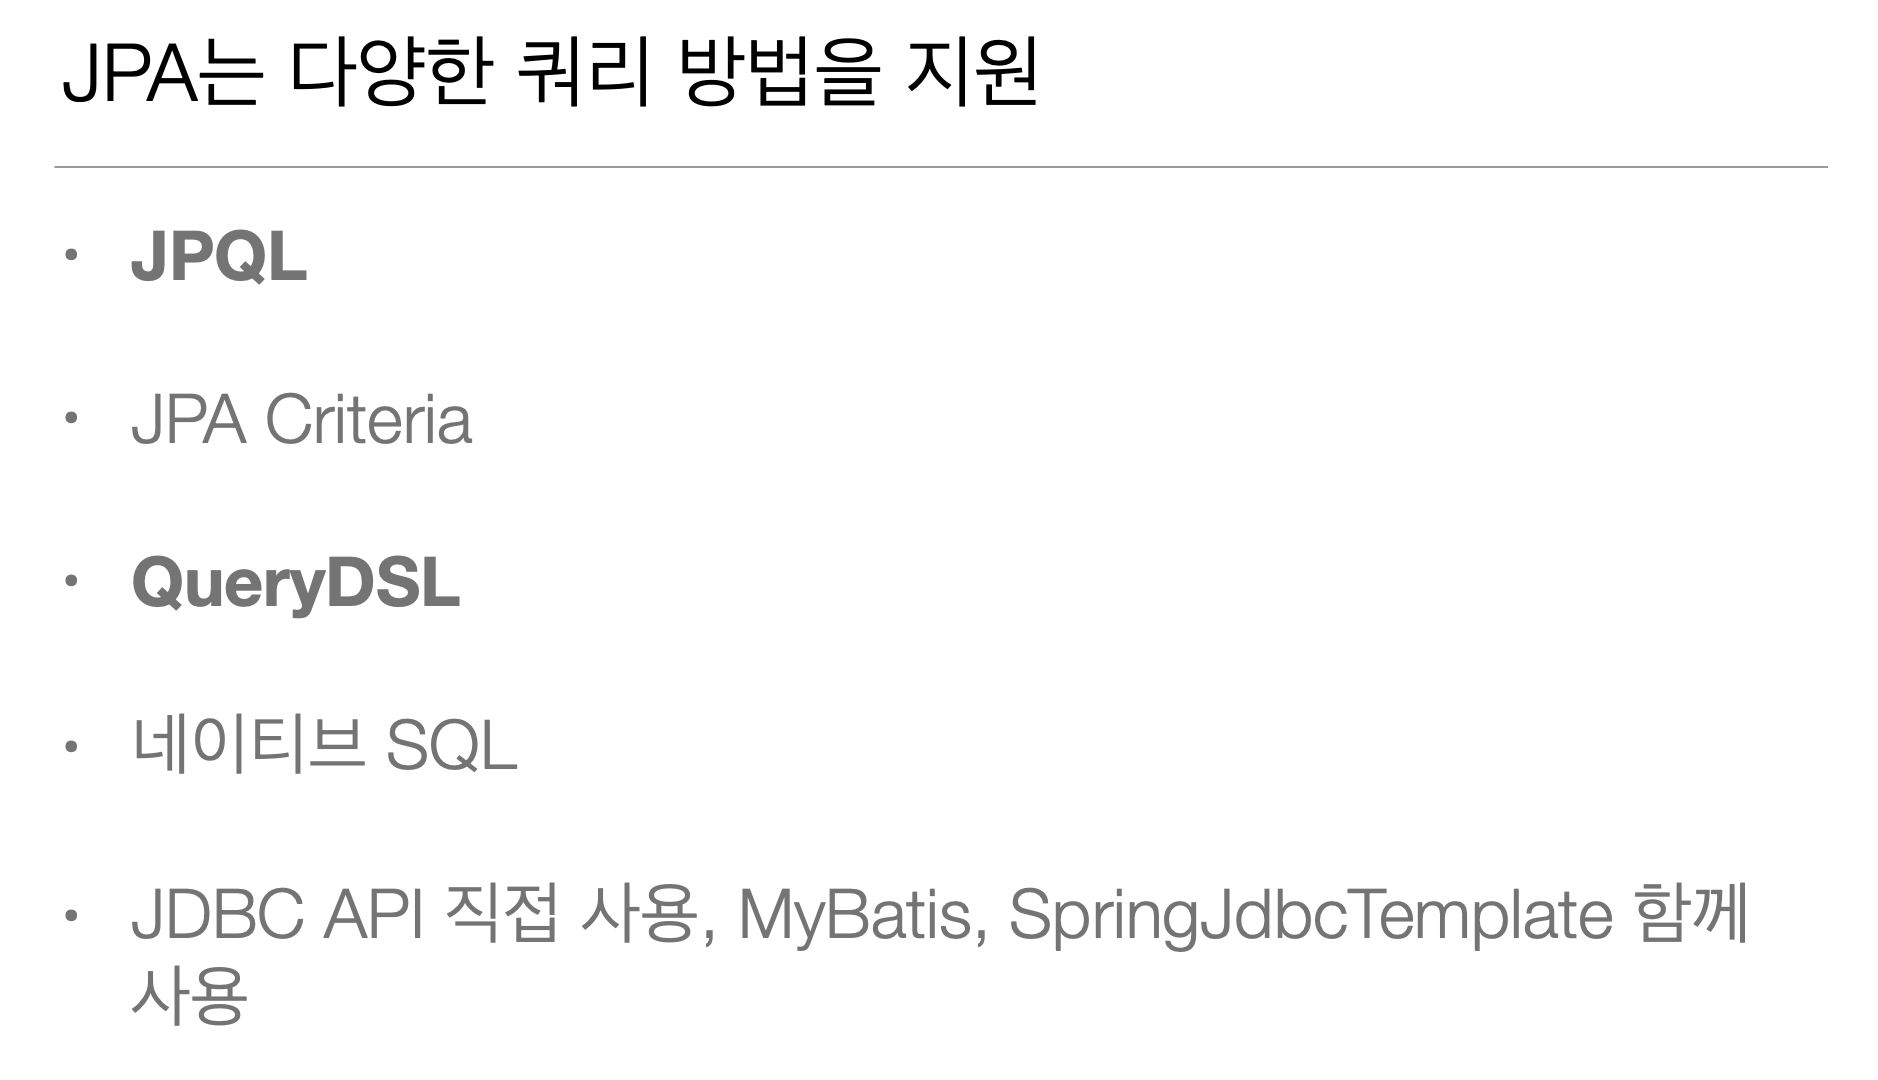 JPA는 다양한 쿼리 방법을 지원
• JPQL
• JPA Criteria
• QueryDSL
• 네이티브 SQL
• JDBC API 직접 사용, MyBatis, SpringJdbcTemplate 함께
사용